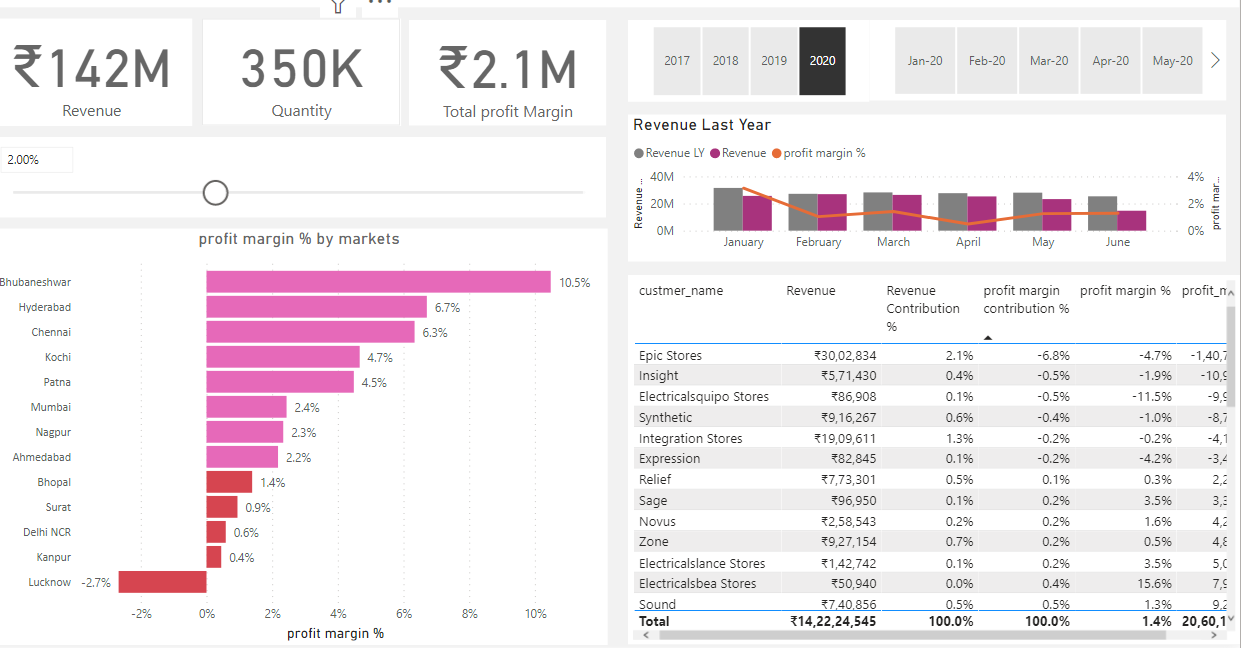 ₹142M
Revenue
350K
Quantity
₹2.1M
Total profit Margin
2017 2018 2019 2020
Jan-20 Feb-20 Mar-20 Apr-20 May-20
2.00%
Revenue Last Year
Revenue LY Revenue profit margin %
Revenue ...
40M
20M
0M
4%
2%
0%
profit mar...
January February March April May June
profit margin % by markets
Bhubaneshwar 10.5%
Hyderabad 6.7%
Chennai 6.3%
Kochi 4.7%
Patna 4.5%
Mumbai 2.4%
Nagpur 2.3%
Ahmedabad 2.2%
Bhopal 1.4%
Surat 0.9%
Delhi NCR 0.6%
Kanpur 0.4%
Lucknow -2.7%
-2% 0% 2% 4% 6% 8% 10%
profit margin %
custmer_name Revenue Revenue profit margin profit margin % profit_m
Contribution contribution %
%
Epic Stores ₹30,02,834 2.1% -6.8% -4.7% -1,40,7
Insight ₹5,71,430 0.4% -0.5% -1.9% -10,9
Electricalsquipo Stores ₹86,908 0.1% -0.5% -11.5% -9,9
Synthetic ₹9,16,267 0.6% -0.4% -1.0% -8,7
Integration Stores ₹19,09,611 1.3% -0.2% -0.2% -4,1
Expression ₹82,845 0.1% -0.2% -4.2% -3,4
Relief ₹7,73,301 0.5% 0.1% 0.3% 2,2
Sage ₹96,950 0.1% 0.2% 3.5% 3,3
Novus ₹2,58,543 0.2% 0.2% 1.6% 4,2
Zone ₹9,27,154 0.7% 0.2% 0.5% 4,8
Electricalslance Stores ₹1,42,742 0.1% 0.2% 3.5% 5,0
Electricalsbea Stores ₹50,940 0.0% 0.4% 15.6% 7,9
Sound ₹7,40,856 0.5% 0.5% 1.3% 9,2
Total ₹14,22,24,545 100.0% 100.0% 1.4% 20,60,1